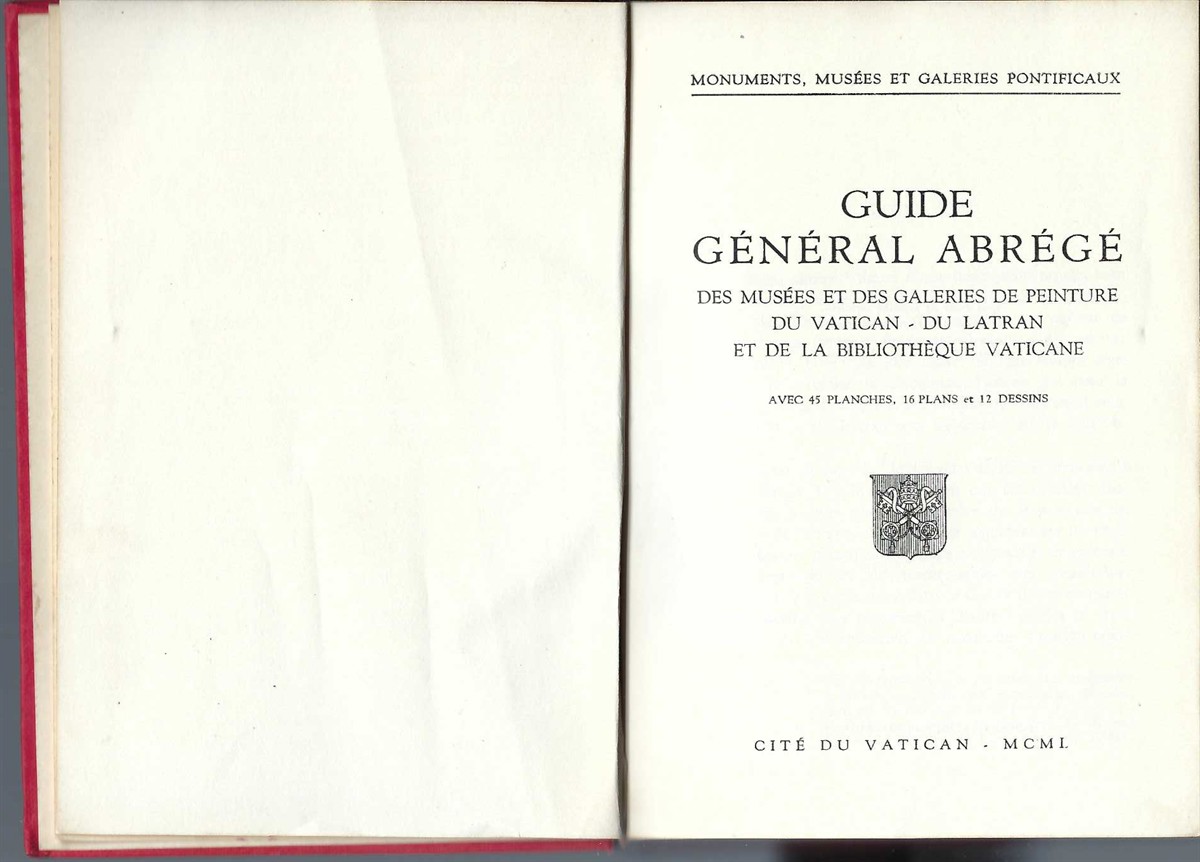 MONUMENTS, MUSÉES ET GALERIES PONTIFICAUX
GUIDE
GÉNÉRAL ABRÉGÉ
DES MUSÉES ET DES GALERIES DE PEINTURE
DU VATICAN - DU LATRAN
ET DE LA BIBLIOTHÈQUE VATICANE
AVEC 45 PLANCHES, 16 PLANS et 12 DESSINS
CITÉ DU VATICAN - MCML